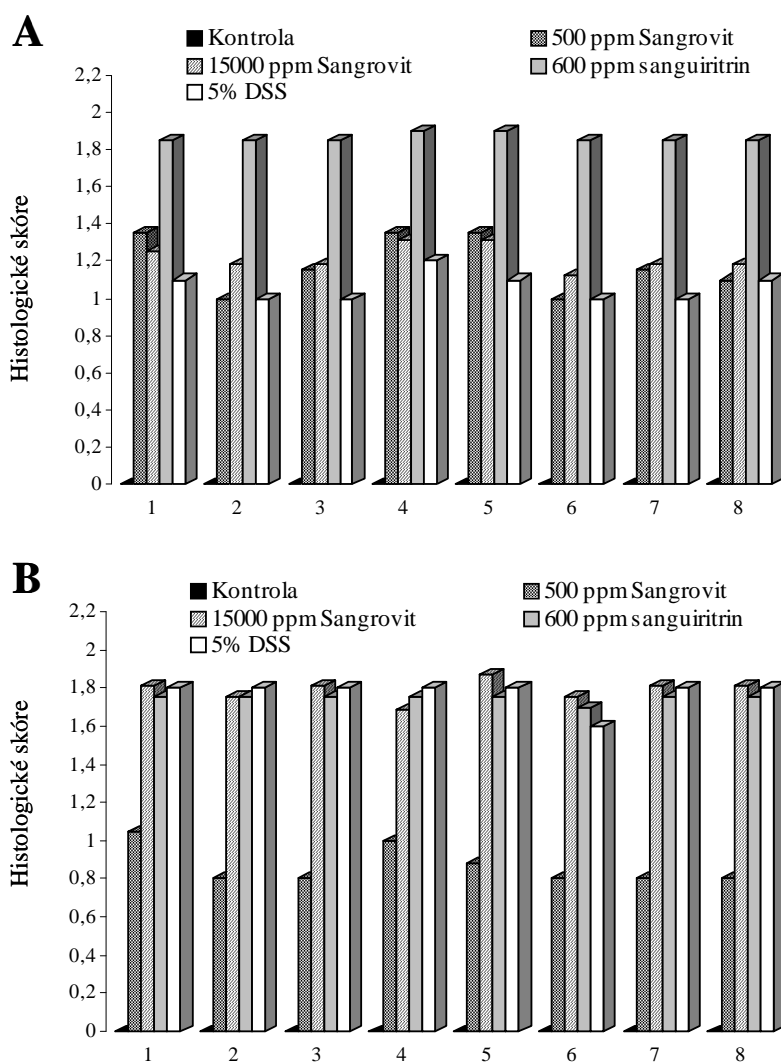 A
Kontrola
500 ppm Sangrovit
15000 ppm Sangrovit
600 ppm sanguiritrin
5% DSS
Histologické skóre
2,2
2
1,8
1,6
1,4
1,2
1
0,8
0,6
0,4
0,2
0
1 2 3 4 5 6 7 8
B
Kontrola
500 ppm Sangrovit
15000 ppm Sangrovit
600 ppm sanguiritrin
5% DSS
Histologické skóre
2,2
2
1,8
1,6
1,4
1,2
1
0,8
0,6
0,4
0,2
0
1 2 3 4 5 6 7 8